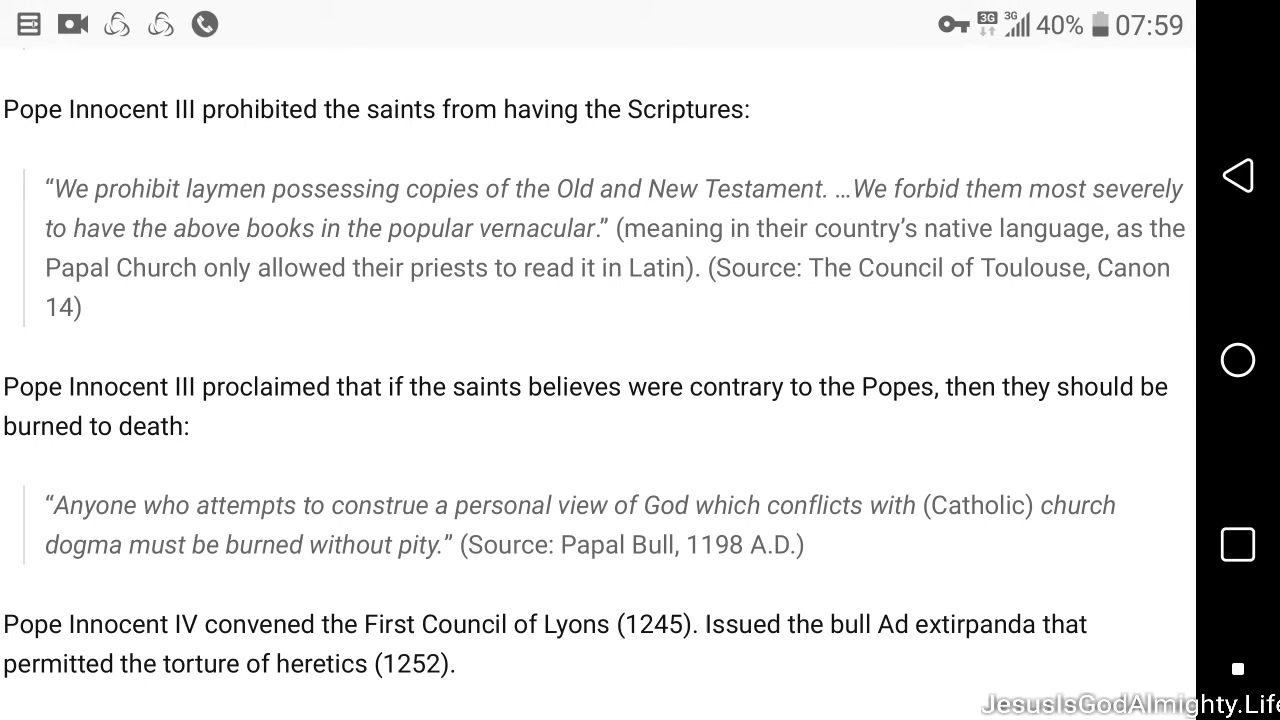 3G 3G 40% 07:59
Pope Innocent III prohibited the saints from having the Scriptures:
“We prohibit laymen possessing copies of the Old and New Testament. …We forbid them most severely
to have the above books in the popular vernacular.” (meaning in their country’s native language, as the
Papal Church only allowed their priests to read it in Latin). (Source: The Council of Toulouse, Canon
14)
Pope Innocent III proclaimed that if the saints believes were contrary to the Popes, then they should be
burned to death:
“Anyone who attempts to construe a personal view of God which conflicts with (Catholic) church
dogma must be burned without pity.” (Source: Papal Bull, 1198 A.D.)
Pope Innocent IV convened the First Council of Lyons (1245). Issued the bull Ad extirpanda that
permitted the torture of heretics (1252).
JesusIsGodAlmighty.Life